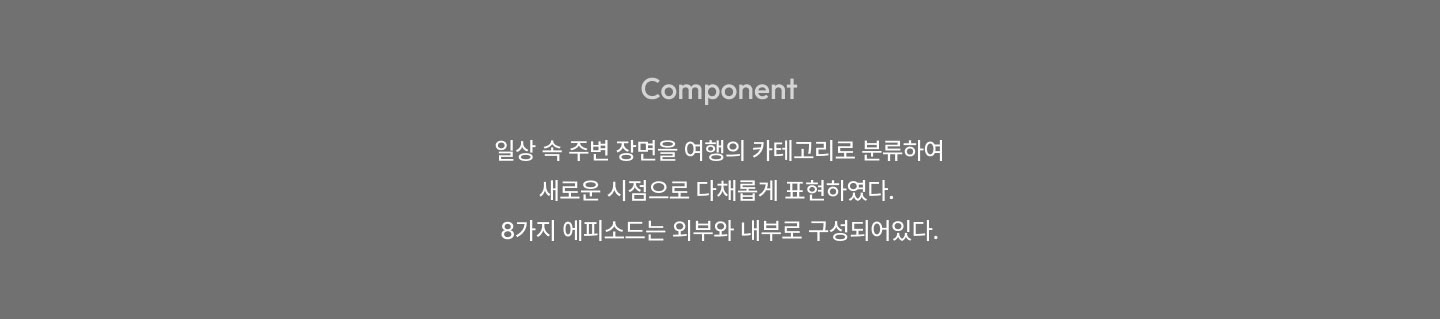 Component
일상 속 주변 장면을 여행의 카테고리로 분류하여
새로운 시점으로 다채롭게 표현하였다.
8가지 에피소드는 외부와 내부로 구성되어있다.